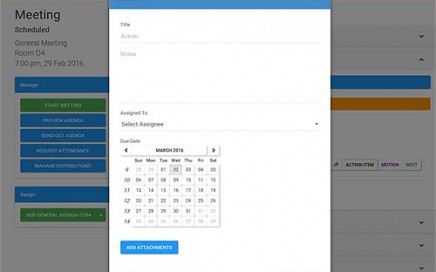 Meeting
Scheduled
General Meeting
Room 04
7:00 pm, 29 Feb 2016
Manage
START MEETING
PREVIEW AGENDA
SEND OUT AGENDA
REQUEST ATTENDANCE
MANAGE DISTRIBUTIONS
Design
ADD GENERAL AGENDA ITEM
Title
Action
Notes
Assigned To
Select Assignee
Due Date
MARCH 2016
Sun Mon Tue Wed Thu Fri Sat
9 28 29 01 02 03 04 05
10 06 07 08 09 10 11 12
11 13 14 15 16 17 18 19
12 20 21 22 23 24 25 26
13 27 28 29 30 31 01 02
14 03 04 05 06 07 08 09
ADD ATTACHMENTS
ACTION ITEM MOTION NEXT